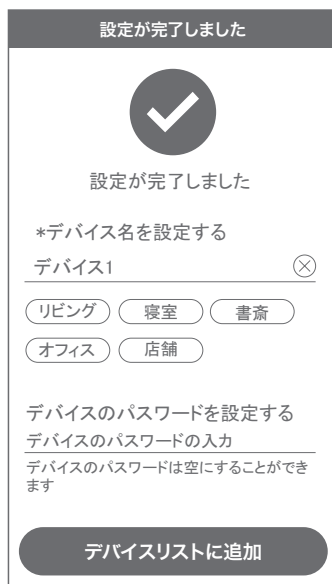 設定が完了しました
設定が完了しました
*デバイス名を設定する
デバイス1
リビング 寝室 書斎
オフィス 店舗
デバイスのパスワードを設定する
デバイスのパスワードの入力
デバイスのパスワードは空にすることができ
ます
デバイスリストに追加